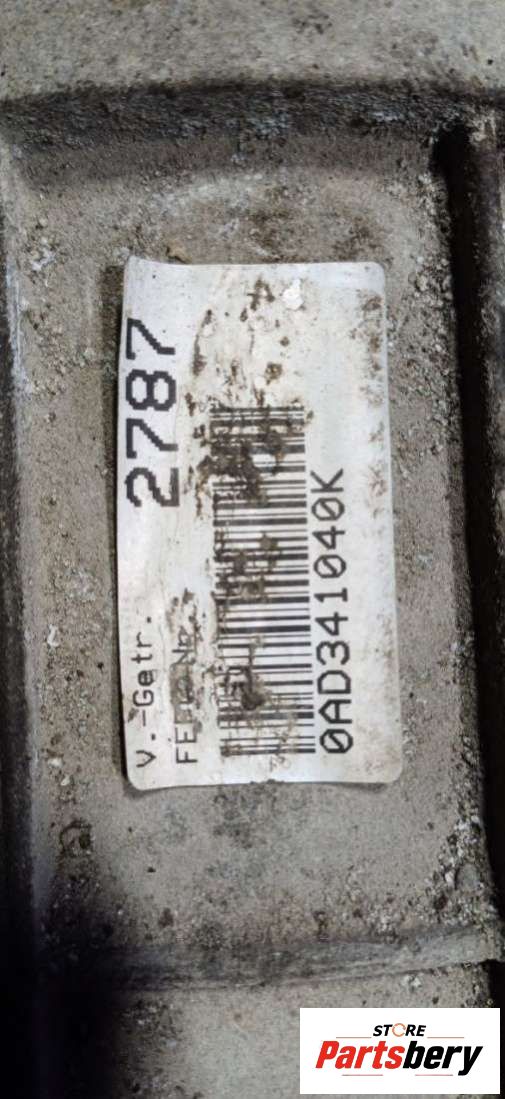 V.-Getr. 2787
0AD341040K
STORE
Partsbery